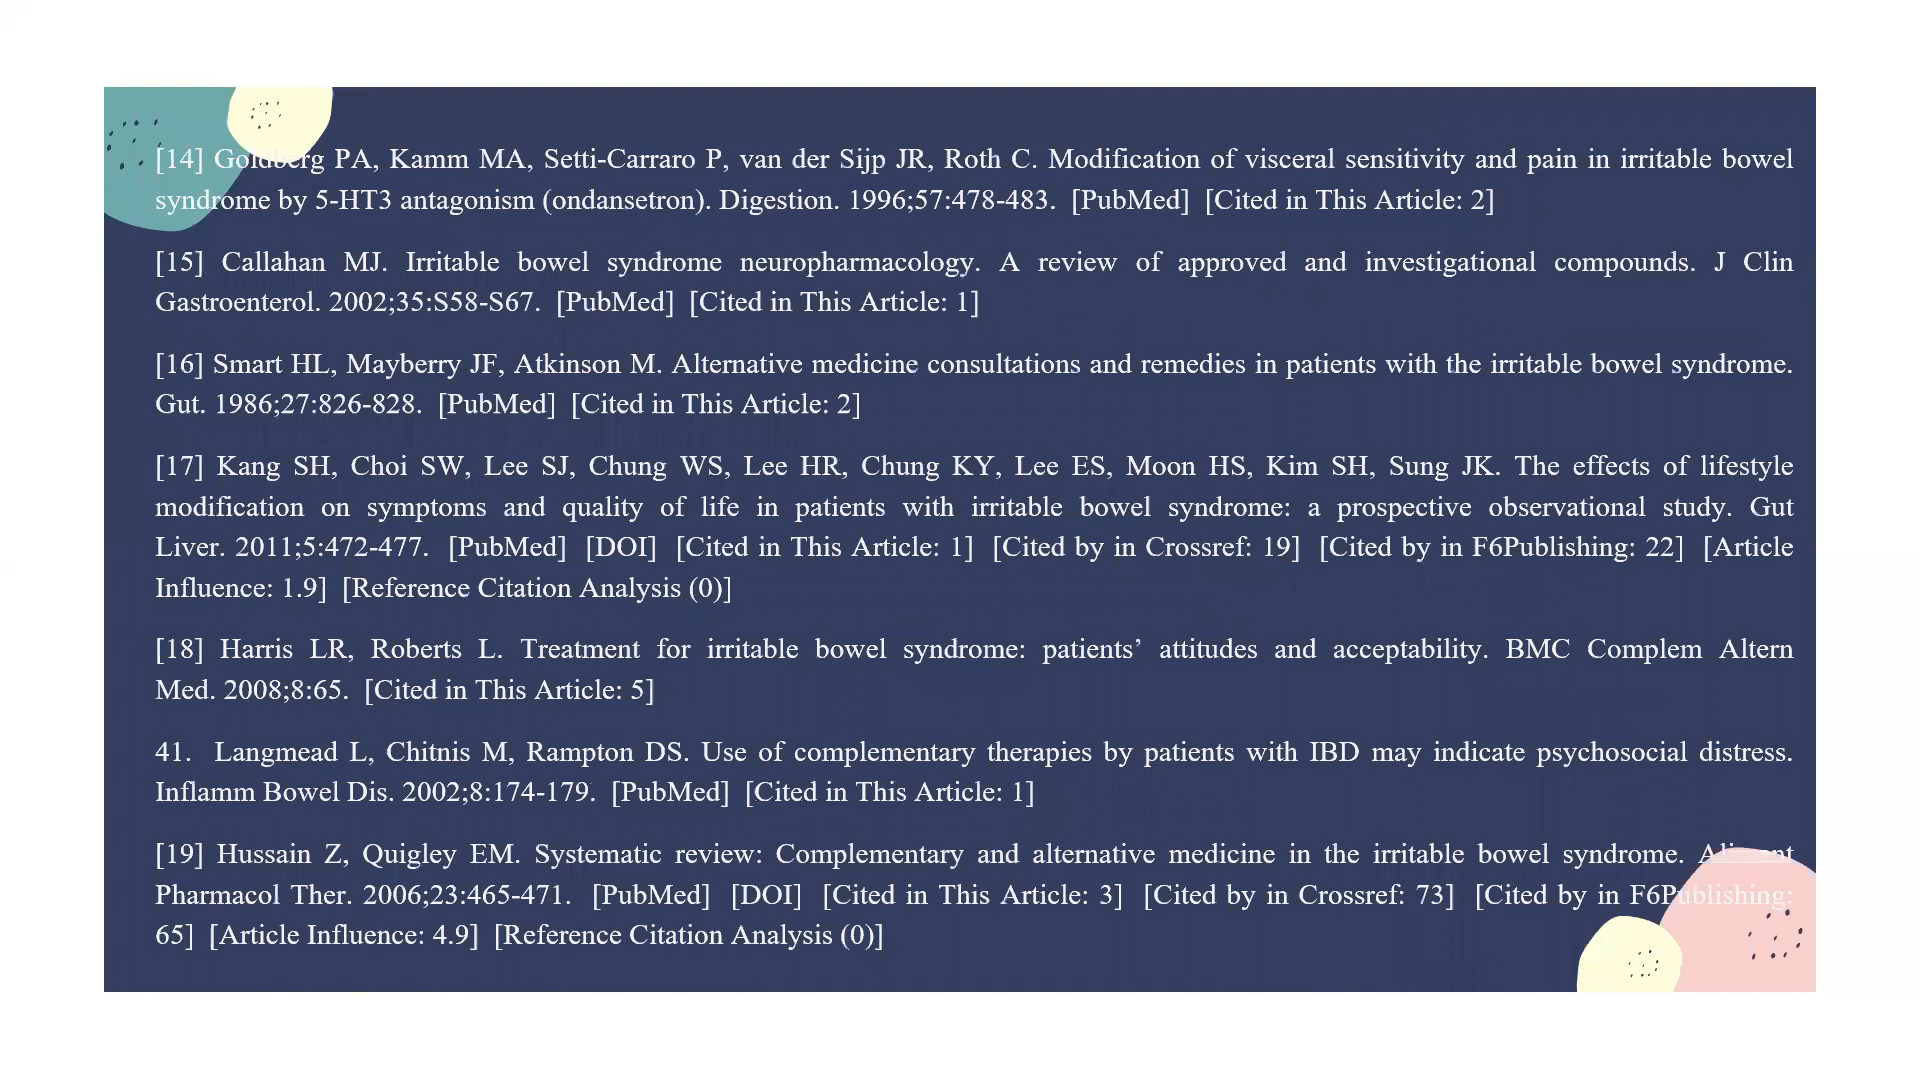 [14] Goldberg PA, Kamm MA, Setti-Carraro P, van der Sijp JR, Roth C. Modification of visceral sensitivity and pain in irritable bowel
syndrome by 5-HT3 antagonism (ondansetron). Digestion. 1996;57:478-483. [PubMed] [Cited in This Article: 2]
[15] Callahan MJ. Irritable bowel syndrome neuropharmacology. A review of approved and investigational compounds. J Clin
Gastroenterol. 2002;35:S58-S67. [PubMed] [Cited in This Article: 1]
[16] Smart HL, Mayberry JF, Atkinson M. Alternative medicine consultations and remedies in patients with the irritable bowel syndrome.
Gut. 1986;27:826-828. [PubMed] [Cited in This Article: 2]
[17] Kang SH, Choi SW, Lee SJ, Chung WS, Lee HR, Chung KY, Lee ES, Moon HS, Kim SH, Sung JK. The effects of lifestyle
modification on symptoms and quality of life in patients with irritable bowel syndrome: a prospective observational study. Gut
Liver. 2011;5:472-477. [PubMed] [DOI] [Cited in This Article: 1] [Cited by in Crossref: 19] [Cited by in F6Publishing: 22] [Article
Influence: 1.9] [Reference Citation Analysis (0)]
[18] Harris LR, Roberts L. Treatment for irritable bowel syndrome: patients’ attitudes and acceptability. BMC Complem Altern
Med. 2008;8:65. [Cited in This Article: 5]
41. Langmead L, Chitnis M, Rampton DS. Use of complementary therapies by patients with IBD may indicate psychosocial distress.
Inflamm Bowel Dis. 2002;8:174-179. [PubMed] [Cited in This Article: 1]
[19] Hussain Z, Quigley EM. Systematic review: Complementary and alternative medicine in the irritable bowel syndrome. Aliment
Pharmacol Ther. 2006;23:465-471. [PubMed] [DOI] [Cited in This Article: 3] [Cited by in Crossref: 73] [Cited by in F6Publishing:
65] [Article Influence: 4.9] [Reference Citation Analysis (0)]